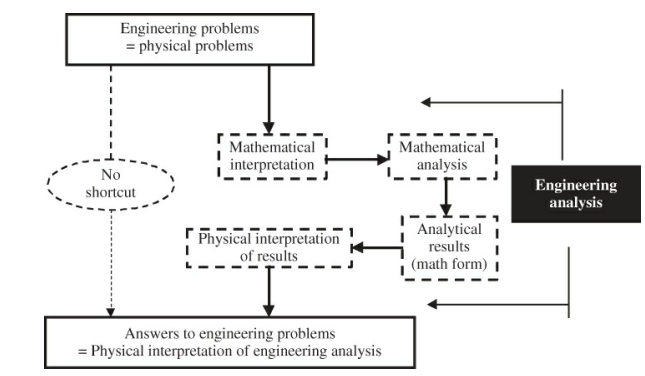 Engineering problems
= physical problems
Mathematical
interpretation
Mathematical
analysis
No
shortcut
Engineering
analysis
Physical interpretation
of results
Analytical
results
(math form)
Answers to engineering problems
= Physical interpretation of engineering analysis